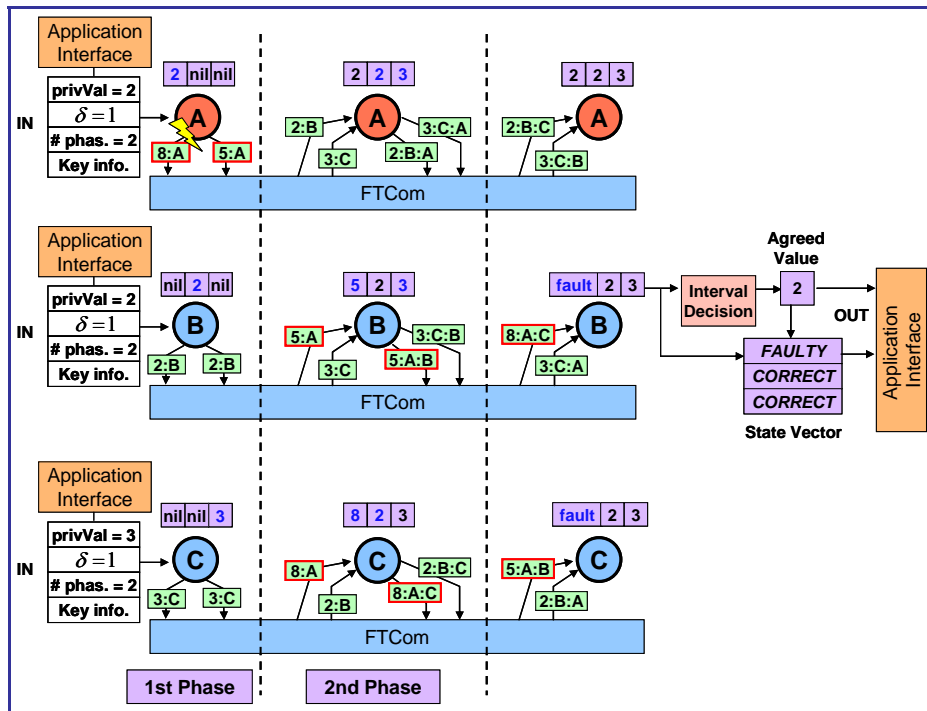 Application
Interface
privVal = 2
δ = 1
# phas. = 2
Key info.
IN
2 nil nil
A
8:A
5:A
2 2 3
2:B
3:C
A
3:C:A
2:B:A
2 2 3
2:B:C
3:C:B
A
FTCom
Application
Interface
privVal = 2
δ = 1
# phas. = 2
Key info.
IN
nil 2 nil
B
2:B
2:B
5 2 3
5:A
3:C
B
3:C:B
5:A:B
fault 2 3
8:A:C
3:C:A
B
FTCom
Interval
Decision
Agreed
Value
2
OUT
FAULTY
CORRECT
CORRECT
State Vector
Application
Interface
Application
Interface
privVal = 3
δ = 1
# phas. = 2
Key info.
IN
nil nil 3
C
3:C
3:C
8 2 3
8:A
2:B
C
2:B:C
8:A:C
fault 2 3
5:A:B
2:B:A
C
FTCom
1st Phase
2nd Phase